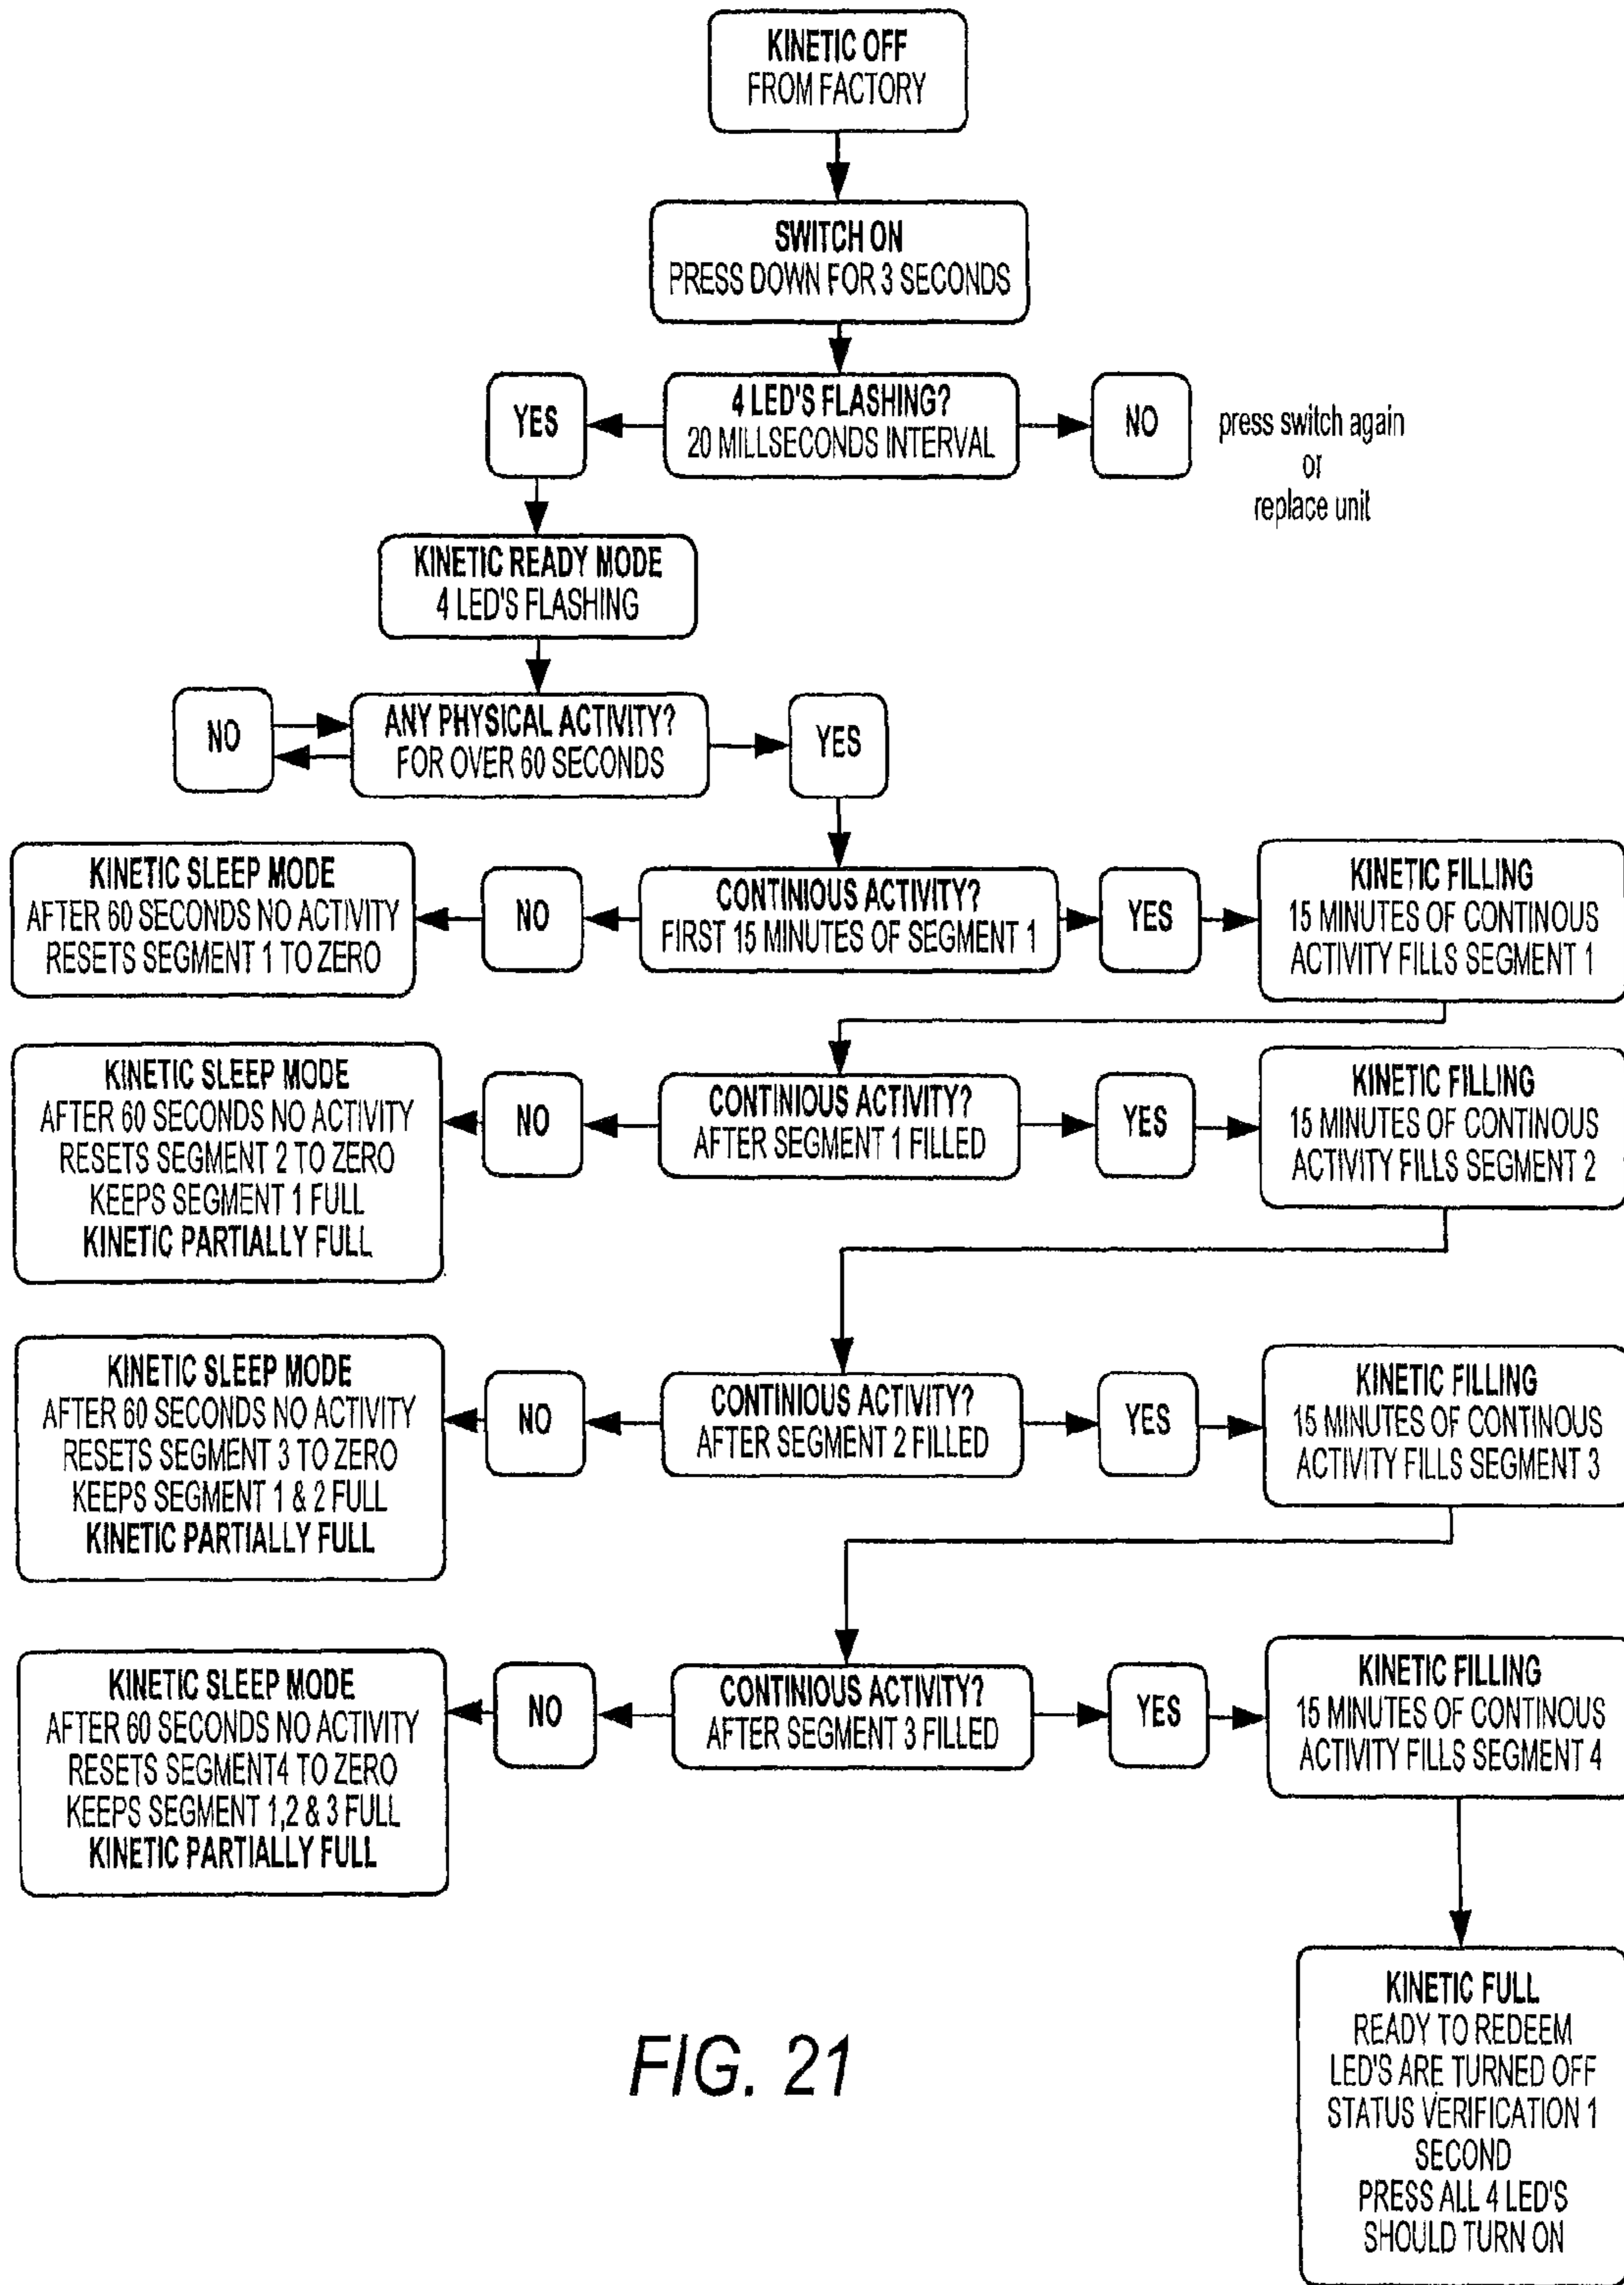 KINETIC OFF
FROM FACTORY
SWITCH ON
PRESS DOWN FOR 3 SECONDS
YES
4 LED'S FLASHING?
20 MILLSECONDS INTERVAL
NO
press switch again
or
replace unit
KINETIC READY MODE
4 LED'S FLASHING
NO
ANY PHYSICAL ACTIVITY?
FOR OVER 60 SECONDS
YES
KINETIC SLEEP MODE
AFTER 60 SECONDS NO ACTIVITY
RESETS SEGMENT 1 TO ZERO
NO
CONTINIOUS ACTIVITY?
FIRST 15 MINUTES OF SEGMENT 1
YES
KINETIC FILLING
15 MINUTES OF CONTINOUS
ACTIVITY FILLS SEGMENT 1
KINETIC SLEEP MODE
AFTER 60 SECONDS NO ACTIVITY
RESETS SEGMENT 2 TO ZERO
KEEPS SEGMENT 1 FULL
KINETIC PARTIALLY FULL
NO
CONTINIOUS ACTIVITY?
AFTER SEGMENT 1 FILLED
YES
KINETIC FILLING
15 MINUTES OF CONTINOUS
ACTIVITY FILLS SEGMENT 2
KINETIC SLEEP MODE
AFTER 60 SECONDS NO ACTIVITY
RESETS SEGMENT 3 TO ZERO
KEEPS SEGMENT 1 & 2 FULL
KINETIC PARTIALLY FULL
NO
CONTINIOUS ACTIVITY?
AFTER SEGMENT 2 FILLED
YES
KINETIC FILLING
15 MINUTES OF CONTINOUS
ACTIVITY FILLS SEGMENT 3
KINETIC SLEEP MODE
AFTER 60 SECONDS NO ACTIVITY
RESETS SEGMENT4 TO ZERO
KEEPS SEGMENT 1,2 & 3 FULL
KINETIC PARTIALLY FULL
NO
CONTINIOUS ACTIVITY?
AFTER SEGMENT 3 FILLED
YES
KINETIC FILLING
15 MINUTES OF CONTINOUS
ACTIVITY FILLS SEGMENT 4
KINETIC FULL
READY TO REDEEM
LED'S ARE TURNED OFF
STATUS VERIFICATION 1
SECOND
PRESS ALL 4 LED'S
SHOULD TURN ON
FIG. 21